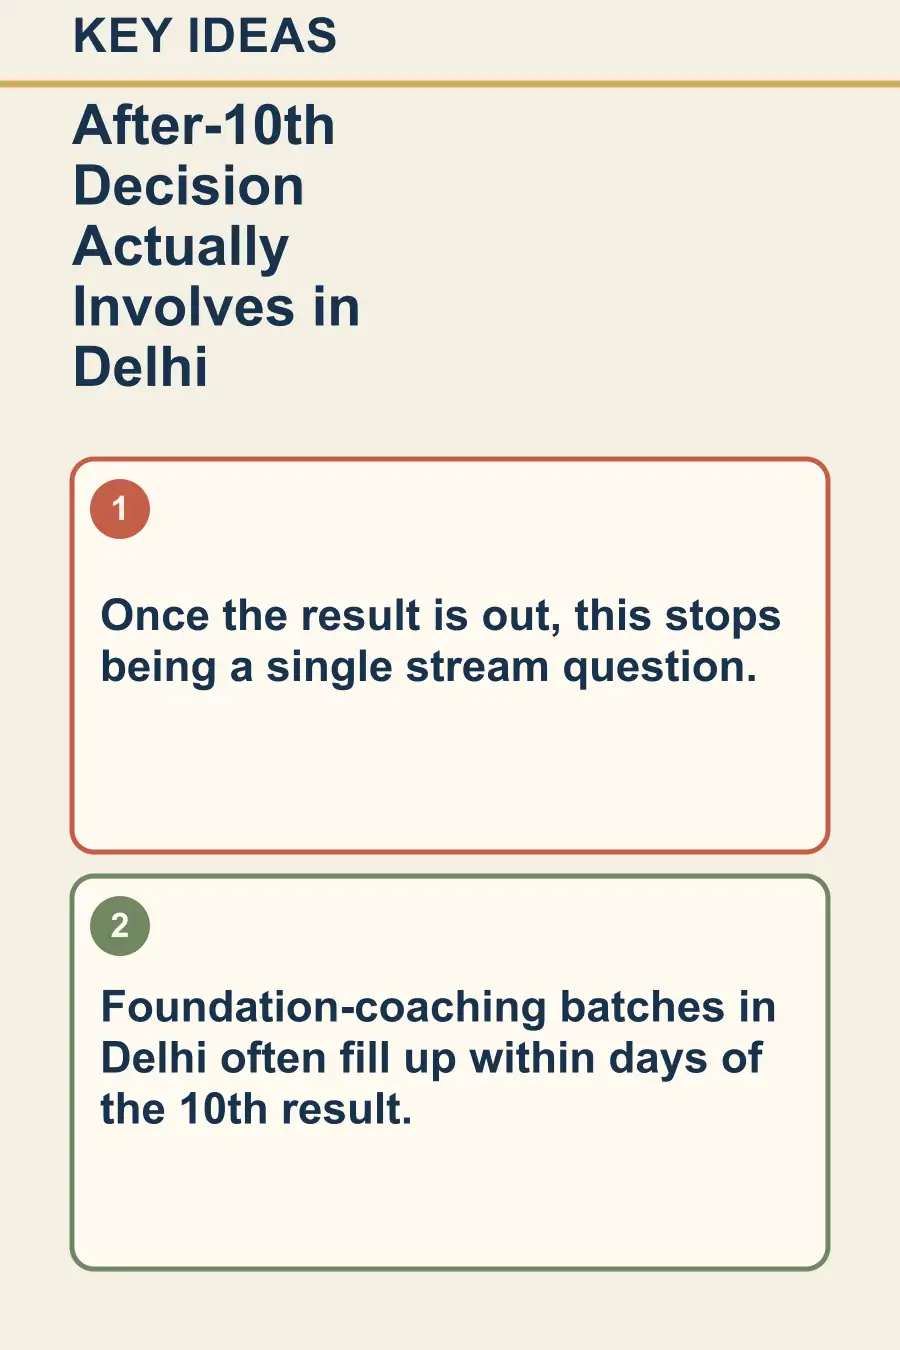 KEY IDEAS
After-10th
Decision
Actually
Involves in
Delhi
1
Once the result is out, this stops
being a single stream question.
2
Foundation-coaching batches in
Delhi often fill up within days of
the 10th result.